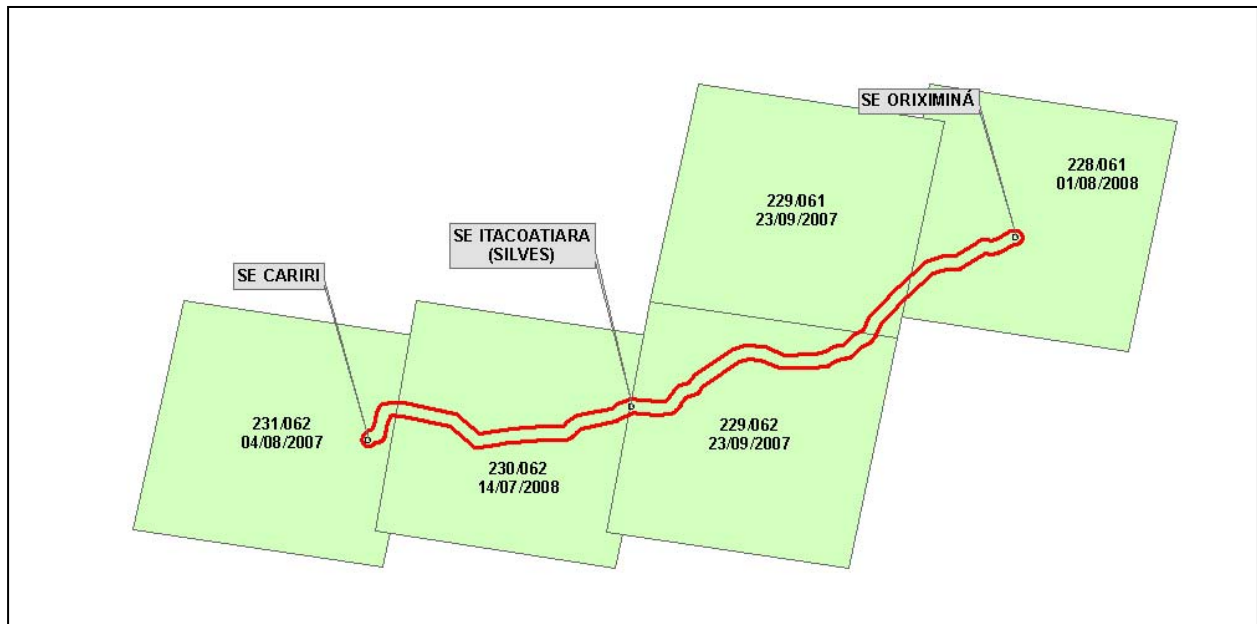 SE ORIXIMINÁ
228/061
01/08/2008
229/061
23/09/2007
SE ITACOATIARA
(SILVES)
SE CARIRI
231/062
04/08/2007
229/062
23/09/2007
230/062
14/07/2008